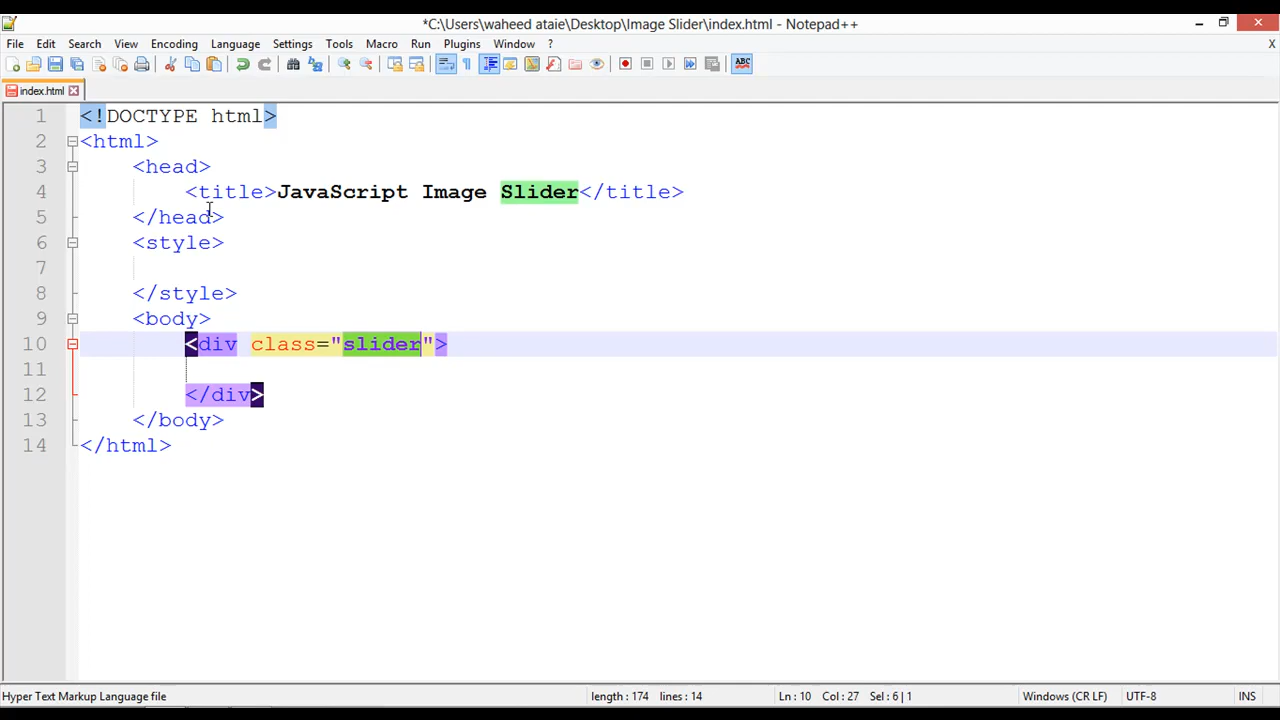 *C:\Users\waheed ataie\Desktop\Image Slider\index.html - Notepad++
File Edit Search View Encoding Language Settings Tools Macro Run Plugins Window ? X
ABC
index.html
1 <!DOCTYPE html>
2 <html>
3 <head>
4 <title>JavaScript Image Slider</title>
5 </head>
6 <style>
7
8 </style>
9 <body>
10 <div class="slider">
11
12 </div>
13 </body>
14 </html>
Hyper Text Markup Language file length : 174 lines : 14 Ln : 10 Col : 27 Sel : 6 | 1 Windows (CR LF) UTF-8 INS